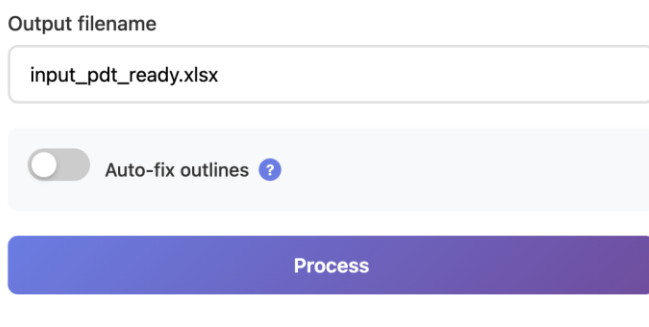 Output filename
input_pdt_ready.xlsx
Auto-fix outlines ?
Process